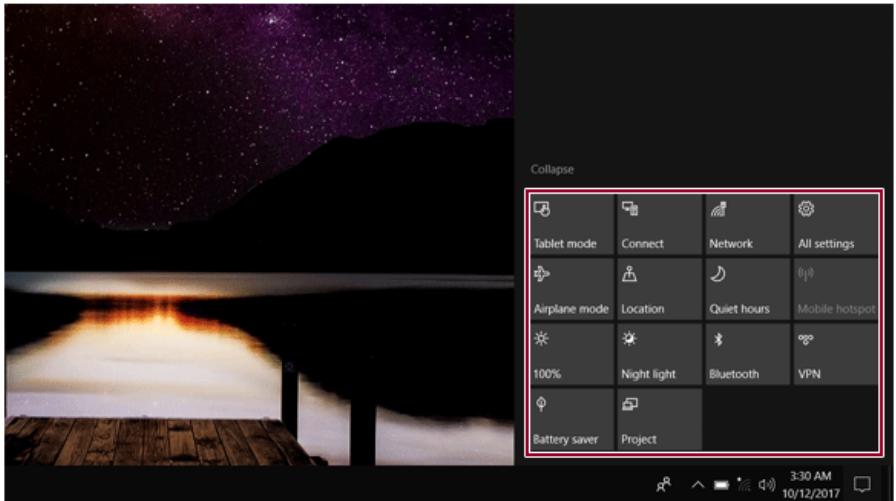 Collapse
Tablet mode Connect Network All settings
Airplane mode Location Quiet hours Mobile hotspot
100% Night light Bluetooth VPN
Battery saver Project
3:30 AM
10/12/2017